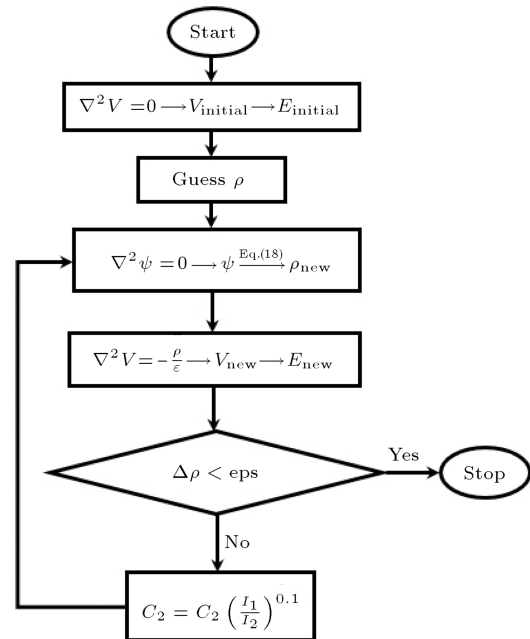 Start
∇²V = 0 ⟶ V_initial ⟶ E_initial
Guess ρ
∇²ψ = 0 ⟶ ψ ⟶^Eq.(18) ρ_new
∇²V = −ρ/ε ⟶ V_new ⟶ E_new
Δρ < eps
Yes
Stop
No
C₂ = C₂ (I₁/I₂)^0.1